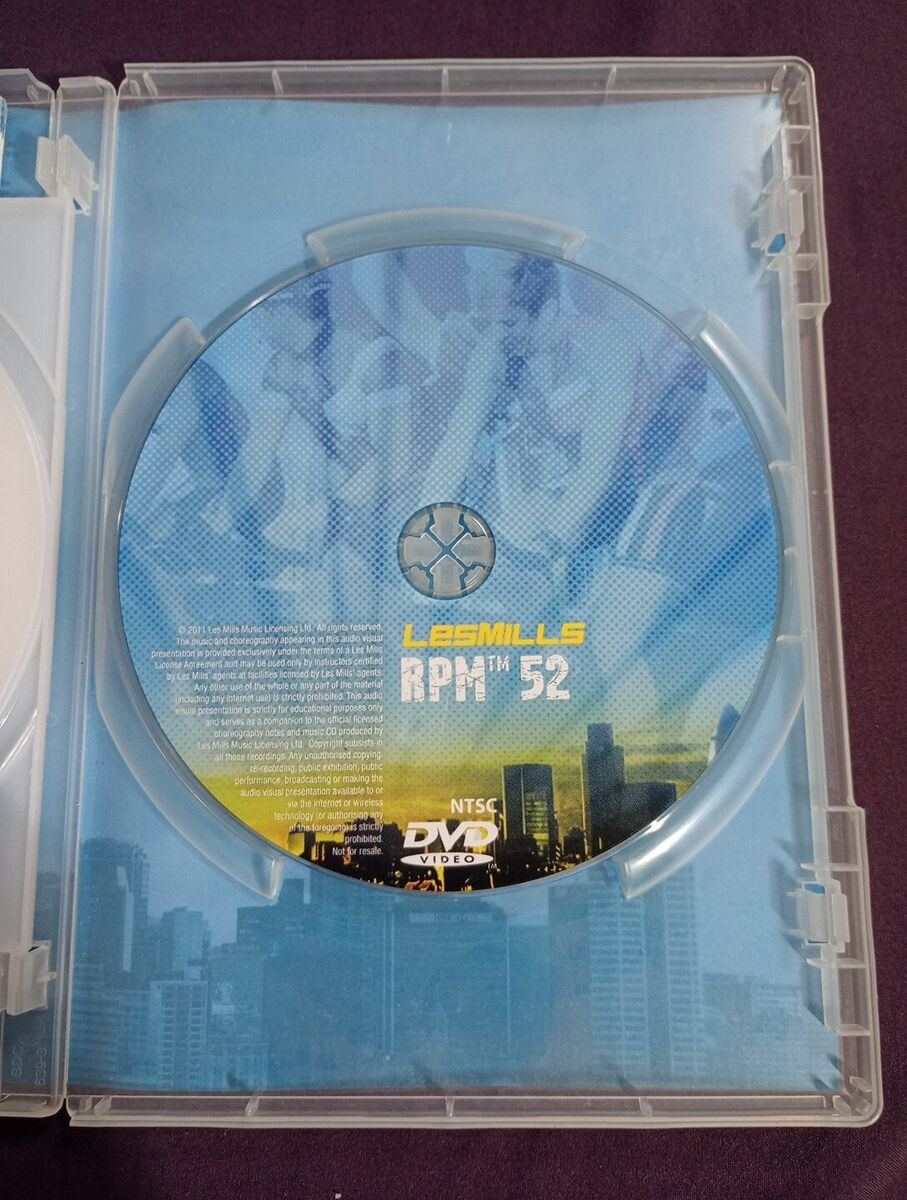 © 2011 Les Mills Music Licensing Ltd. All rights reserved.
The music and choreography appearing in this audio visual
presentation is provided exclusively under the terms of a Les Mills
License Agreement and may be used only by instructors certified
by Les Mills' agents at facilities licensed by Les Mills' agents.
Any other use of the whole or any part of the material
(including any internet use) is strictly prohibited. This audio
visual presentation is strictly for educational purposes only
and serves as a companion to the official licensed
choreography notes and music CD produced by
Les Mills Music Licensing Ltd. Copyright subsists in
all these recordings. Any unauthorised copying,
re-recording, public exhibition, public
performance, broadcasting or making the
audio visual presentation available to or
via the internet or wireless
technology (or authorising any
of the foregoing) is strictly
prohibited.
Not for resale.
LesMILLS
RPM™ 52
NTSC
DVD
VIDEO
TM